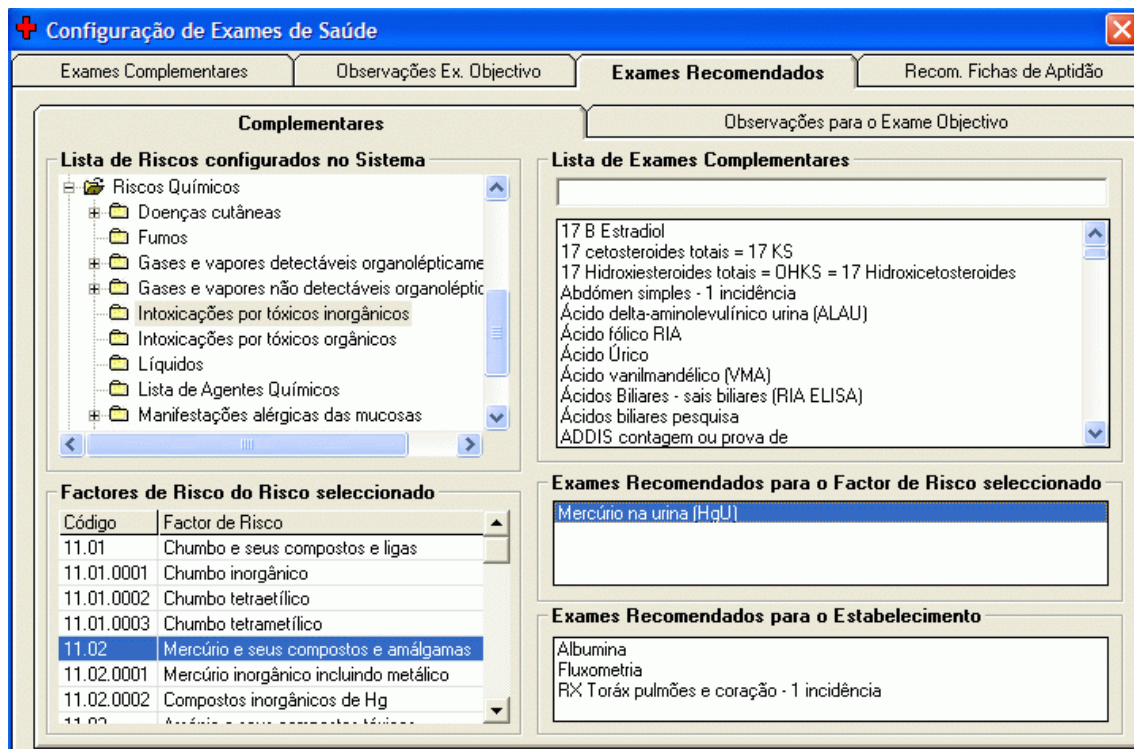 Configuração de Exames de Saúde
Exames Complementares
Observações Ex. Objectivo
Exames Recomendados
Recom. Fichas de Aptidão
Complementares
Observações para o Exame Objectivo
Lista de Riscos configurados no Sistema
Riscos Químicos
Doenças cutâneas
Fumos
Gases e vapores detectáveis organolépticame
Gases e vapores não detectáveis organoléptic
Intoxicações por tóxicos inorgânicos
Intoxicações por tóxicos orgânicos
Líquidos
Lista de Agentes Químicos
Manifestações alérgicas das mucosas
Lista de Exames Complementares
17 B Estradiol
17 cetosteroides totais = 17 KS
17 Hidroxiesteroides totais = OHKS = 17 Hidroxicetosteroides
Abdómen simples - 1 incidência
Ácido delta-aminolevulínico urina (ALAU)
Ácido fólico RIA
Ácido Úrico
Ácido vanilmandélico (VMA)
Ácidos Biliares - sais biliares (RIA ELISA)
Ácidos biliares pesquisa
ADDIS contagem ou prova de
Factores de Risco do Risco seleccionado
Código Factor de Risco
11.01 Chumbo e seus compostos e ligas
11.01.0001 Chumbo inorgânico
11.01.0002 Chumbo tetraetílico
11.01.0003 Chumbo tetrametílico
11.02 Mercúrio e seus compostos e amálgamas
11.02.0001 Mercúrio inorgânico incluindo metálico
11.02.0002 Compostos inorgânicos de Hg
Exames Recomendados para o Factor de Risco seleccionado
Mercúrio na urina (HgU)
Exames Recomendados para o Estabelecimento
Albumina
Fluxometria
RX Toráx pulmões e coração - 1 incidência